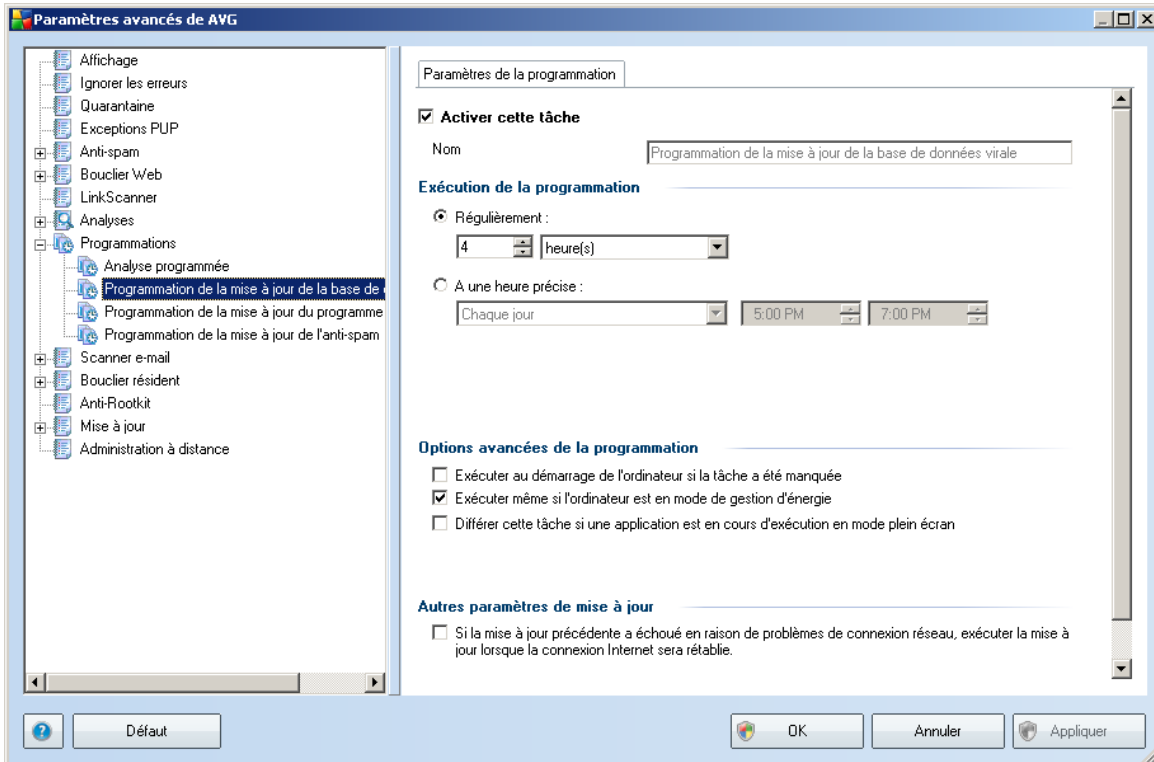 Paramètres avancés de AVG
Affichage
Ignorer les erreurs
Quarantaine
Exceptions PUP
Anti-spam
Bouclier Web
LinkScanner
Analyses
Programmations
Analyse programmée
Programmation de la mise à jour de la base de
Programmation de la mise à jour du programme
Programmation de la mise à jour de l'anti-spam
Scanner e-mail
Bouclier résident
Anti-Rootkit
Mise à jour
Administration à distance
Paramètres de la programmation
Activer cette tâche
Nom
Programmation de la mise à jour de la base de données virale
Exécution de la programmation
Régulièrement :
4 heure(s)
A une heure précise :
Chaque jour 5:00 PM 7:00 PM
Options avancées de la programmation
Exécuter au démarrage de l'ordinateur si la tâche a été manquée
Exécuter même si l'ordinateur est en mode de gestion d'énergie
Différer cette tâche si une application est en cours d'exécution en mode plein écran
Autres paramètres de mise à jour
Si la mise à jour précédente a échoué en raison de problèmes de connexion réseau, exécuter la mise à
jour lorsque la connexion Internet sera rétablie.
? Défaut OK Annuler Appliquer